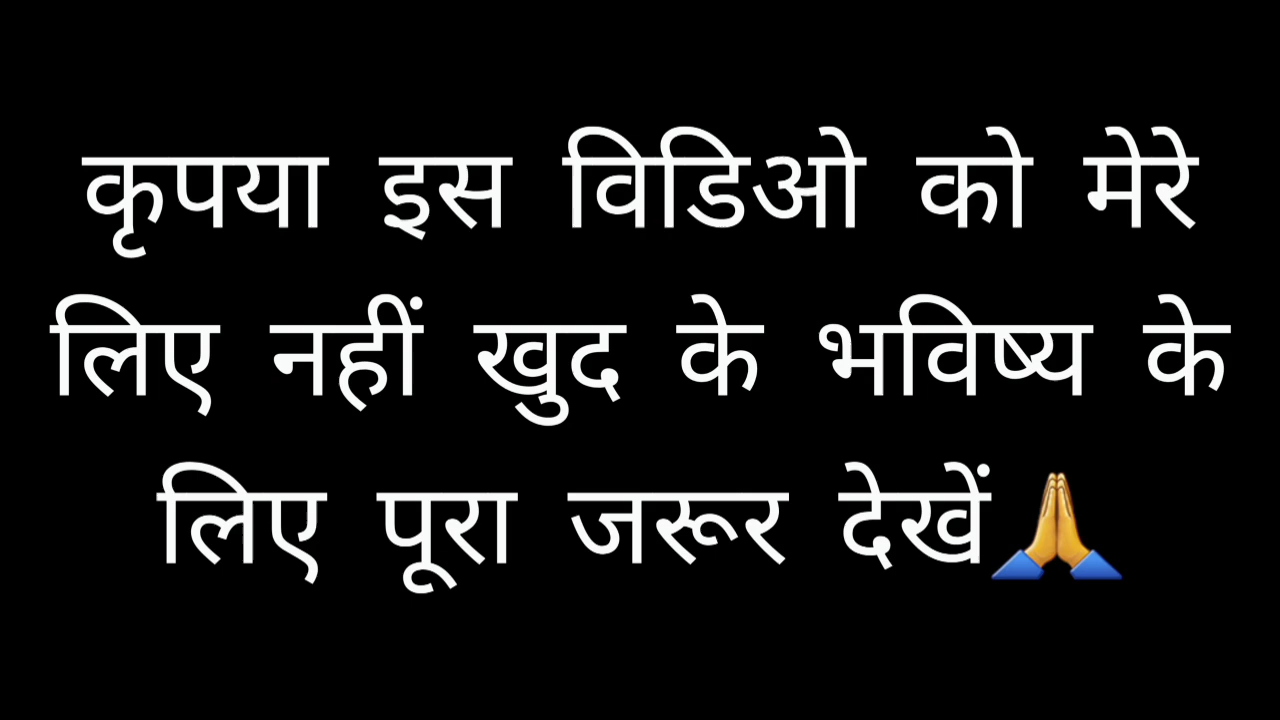 कृपया इस विडिओ को मेरे
लिए नहीं खुद के भविष्य के
लिए पूरा जरूर देखें🙏